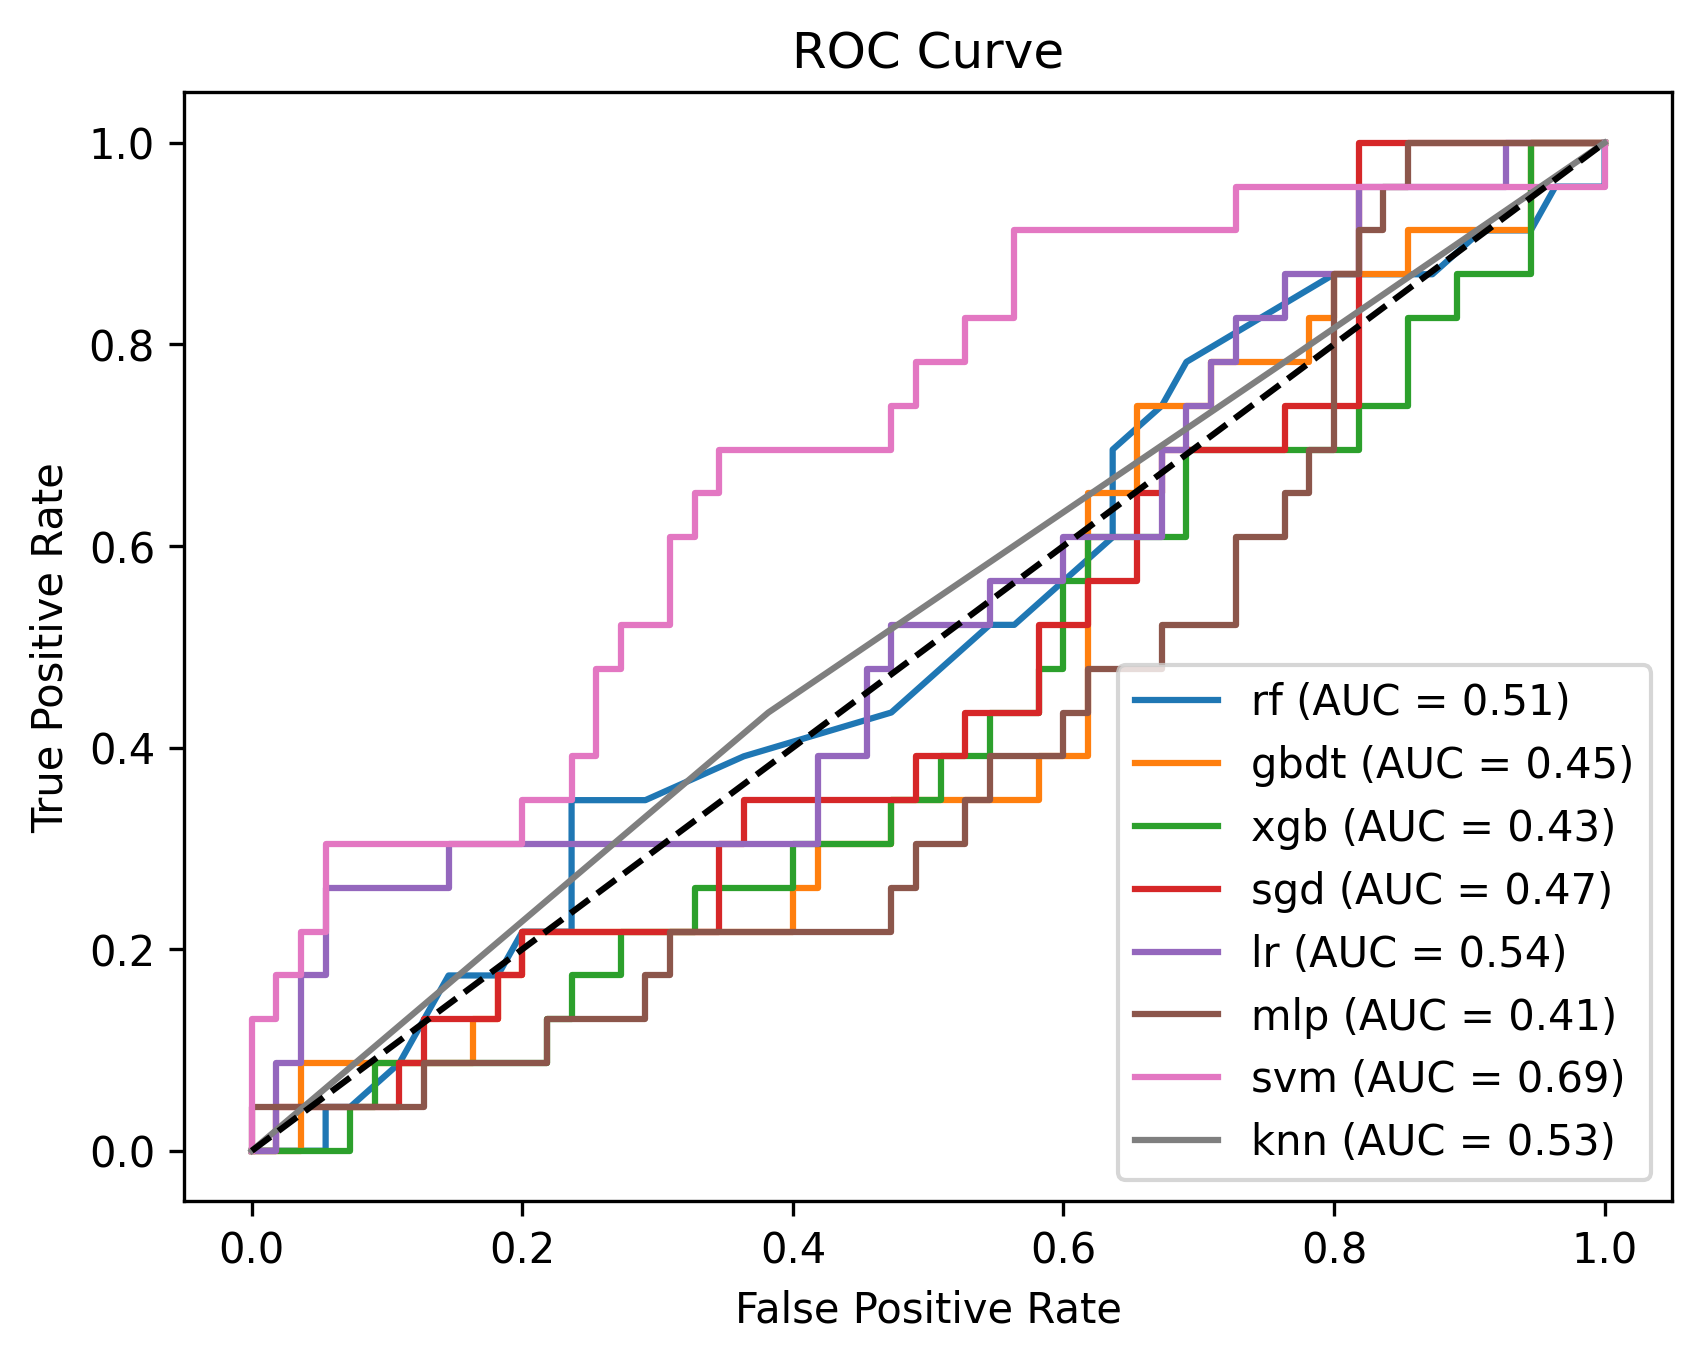 ROC Curve
1.0
0.8
0.6
0.4
0.2
0.0
True Positive Rate
rf (AUC = 0.51)
gbdt (AUC = 0.45)
xgb (AUC = 0.43)
sgd (AUC = 0.47)
lr (AUC = 0.54)
mlp (AUC = 0.41)
svm (AUC = 0.69)
knn (AUC = 0.53)
0.0 0.2 0.4 0.6 0.8 1.0
False Positive Rate